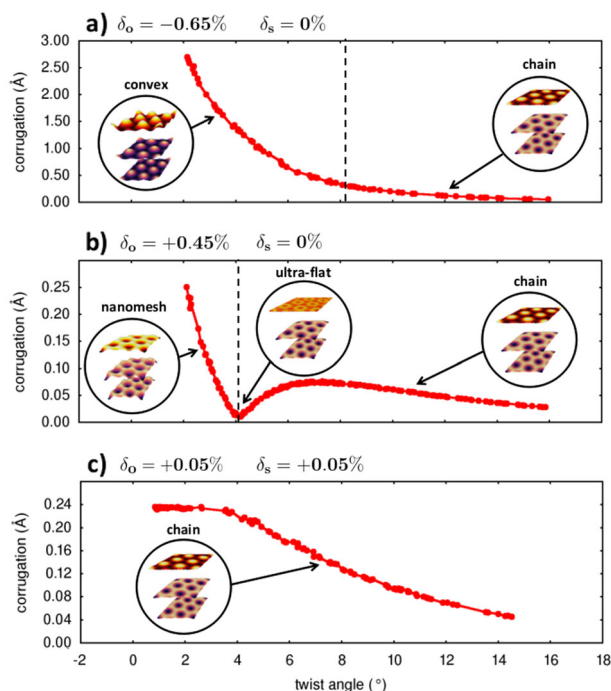 a) δo = −0.65% δs = 0%
3.00
2.50
2.00
1.50
1.00
0.50
0.00
corrugation (Å)
convex
chain
b) δo = +0.45% δs = 0%
0.25
0.20
0.15
0.10
0.05
0.00
corrugation (Å)
nanomesh
ultra-flat
chain
c) δo = +0.05% δs = +0.05%
0.24
0.20
0.16
0.12
0.08
0.04
0.00
corrugation (Å)
chain
-2 0 2 4 6 8 10 12 14 16 18
twist angle (°)